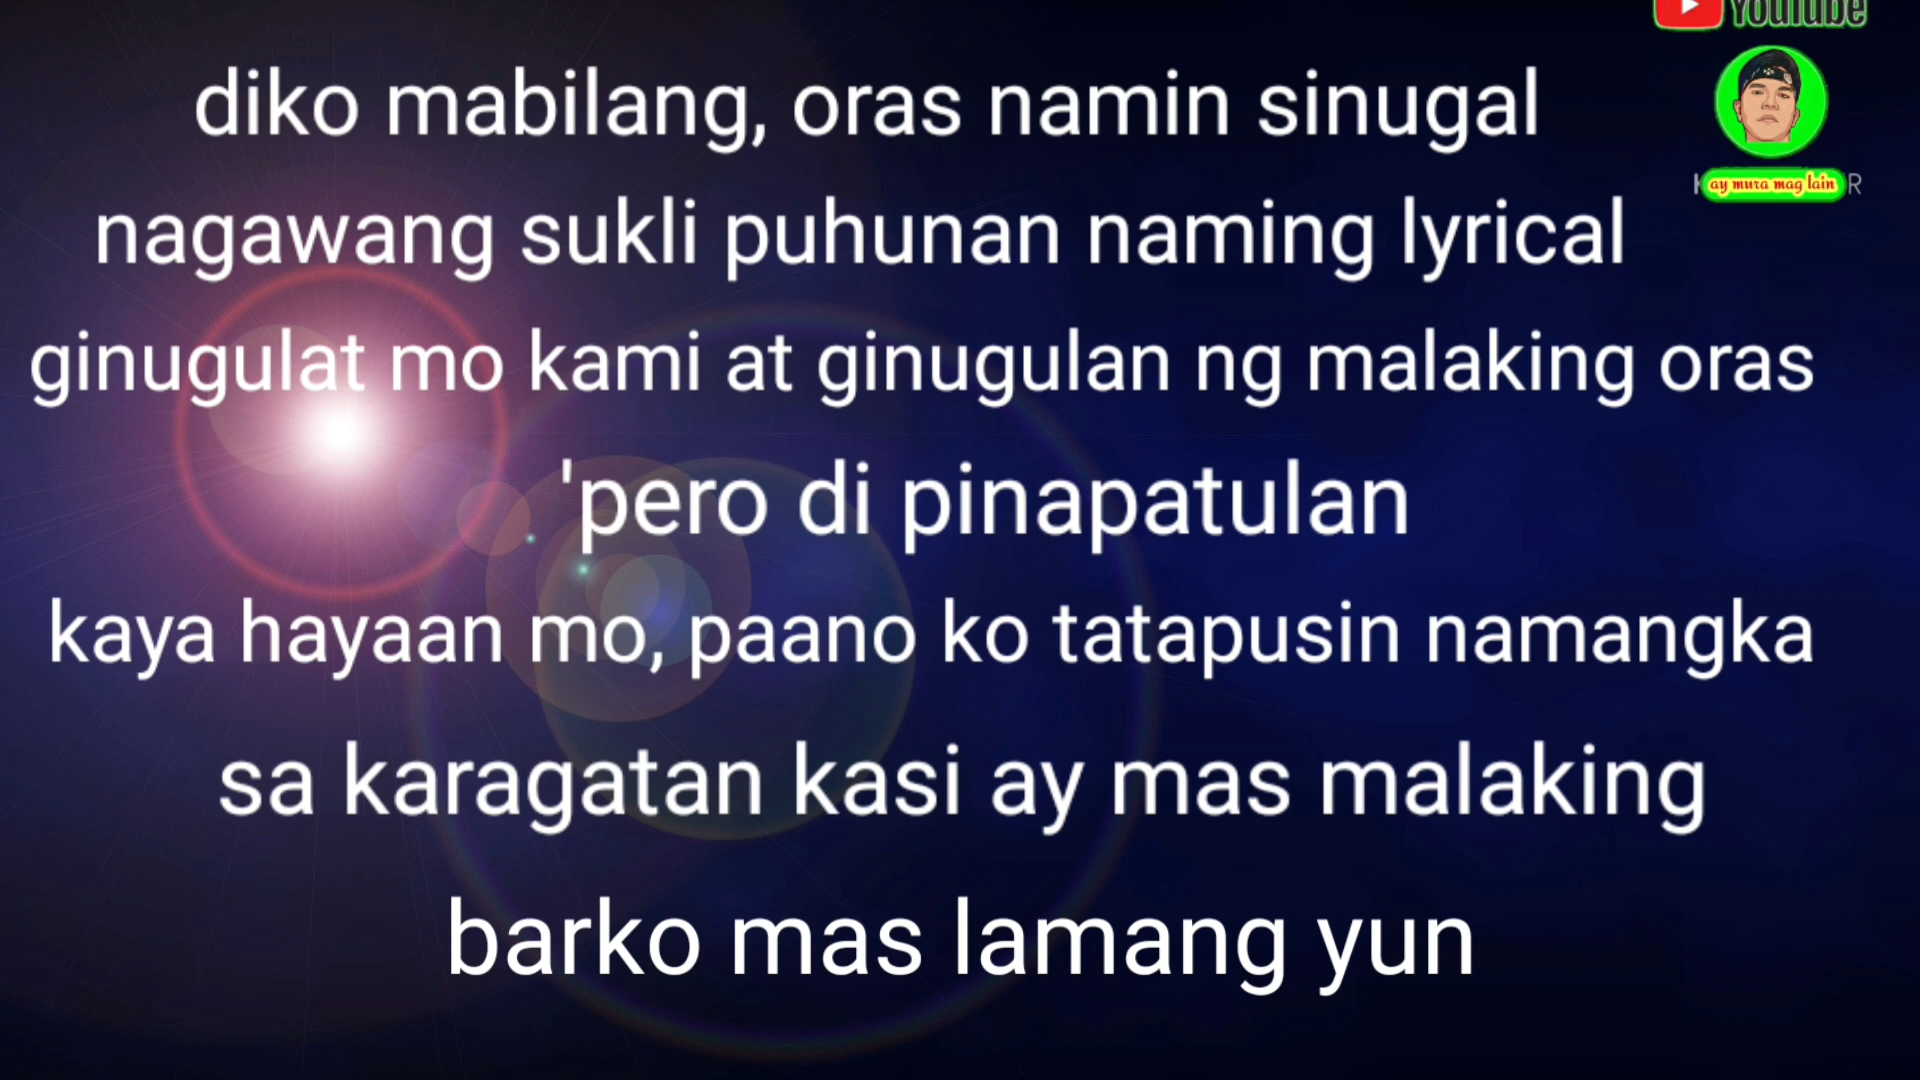 YouTube
diko mabilang, oras namin sinugal
ay mura mag lain
nagawang sukli puhunan naming lyrical
ginugulat mo kami at ginugulan ng malaking oras
'pero di pinapatulan
kaya hayaan mo, paano ko tatapusin namangka
sa karagatan kasi ay mas malaking
barko mas lamang yun